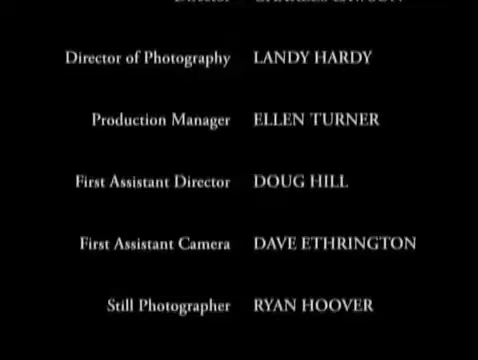 Director of Photography LANDY HARDY
Production Manager ELLEN TURNER
First Assistant Director DOUG HILL
First Assistant Camera DAVE ETHRINGTON
Still Photographer RYAN HOOVER